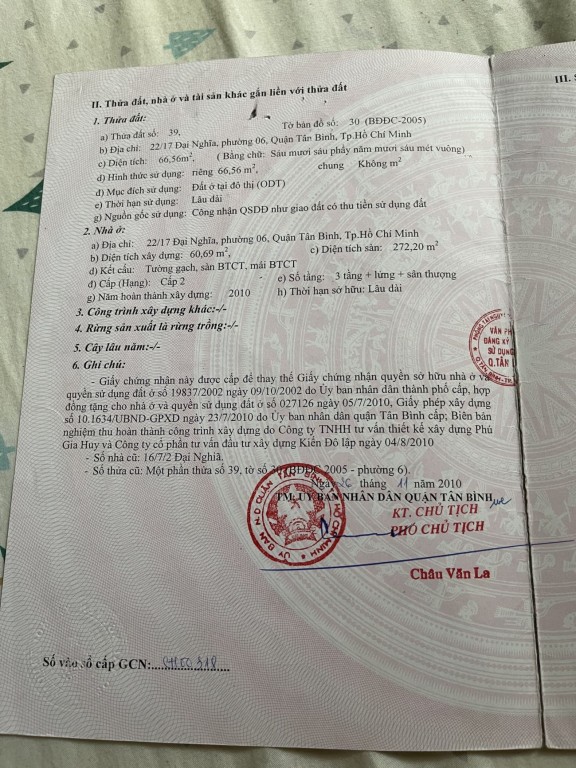 II. Thửa đất, nhà ở và tài sản khác gắn liền với thửa đất
III. S
1. Thửa đất:
a) Thửa đất số: 39, Tờ bản đồ số: 30 (BĐĐC-2005)
b) Địa chỉ: 22/17 Đại Nghĩa, phường 06, Quận Tân Bình, Tp.Hồ Chí Minh
c) Diện tích: 66,56m², ( Bằng chữ: Sáu mươi sáu phẩy năm mươi sáu mét vuông)
d) Hình thức sử dụng: riêng 66,56 m², chung Không m²
đ) Mục đích sử dụng: Đất ở tại đô thị (ODT)
e) Thời hạn sử dụng: Lâu dài
g) Nguồn gốc sử dụng: Công nhận QSDĐ như giao đất có thu tiền sử dụng đất
2. Nhà ở:
a) Địa chỉ: 22/17 Đại Nghĩa, phường 06, Quận Tân Bình, Tp.Hồ Chí Minh
b) Diện tích xây dựng: 60,69 m², c) Diện tích sàn: 272,20 m²
d) Kết cấu: Tường gạch, sàn BTCT, mái BTCT
đ) Cấp (Hạng): Cấp 2 e) Số tầng: 3 tầng + lửng + sân thượng
g) Năm hoàn thành xây dựng: 2010 h) Thời hạn sở hữu: Lâu dài
3. Công trình xây dựng khác:-/-
4. Rừng sản xuất là rừng trồng:-/-
5. Cây lâu năm:-/-
6. Ghi chú:
- Giấy chứng nhận này được cấp để thay thế Giấy chứng nhận quyền sở hữu nhà ở và
quyền sử dụng đất ở số 19837/2002 ngày 09/10/2002 do Ủy ban nhân dân thành phố cấp, hợp
đồng tặng cho nhà ở và quyền sử dụng đất ở số 027126 ngày 05/7/2010, Giấy phép xây dựng
số 10.1634/UBND-GPXD ngày 23/7/2010 do Ủy ban nhân dân quận Tân Bình cấp; Biên bản
nghiệm thu hoàn thành công trình xây dựng do Công ty TNHH tư vấn thiết kế xây dựng Phú
Gia Huy và Công ty cổ phần tư vấn đầu tư xây dựng Kiến Đô lập ngày 04/8/2010
- Số nhà cũ: 16/7/2 Đại Nghĩa.
- Số thửa cũ: Một phần thửa số 39, tờ số 30 (BĐĐC 2005 - phường 6).
Ngày 26 tháng 11 năm 2010
TM. ỦY BAN NHÂN DÂN QUẬN TÂN BÌNH
KT. CHỦ TỊCH
PHÓ CHỦ TỊCH
Châu Văn La
VĂN PH
ĐĂNG KÝ
SỬ DỤNG
Q.TÂN
Số vào sổ cấp GCN: